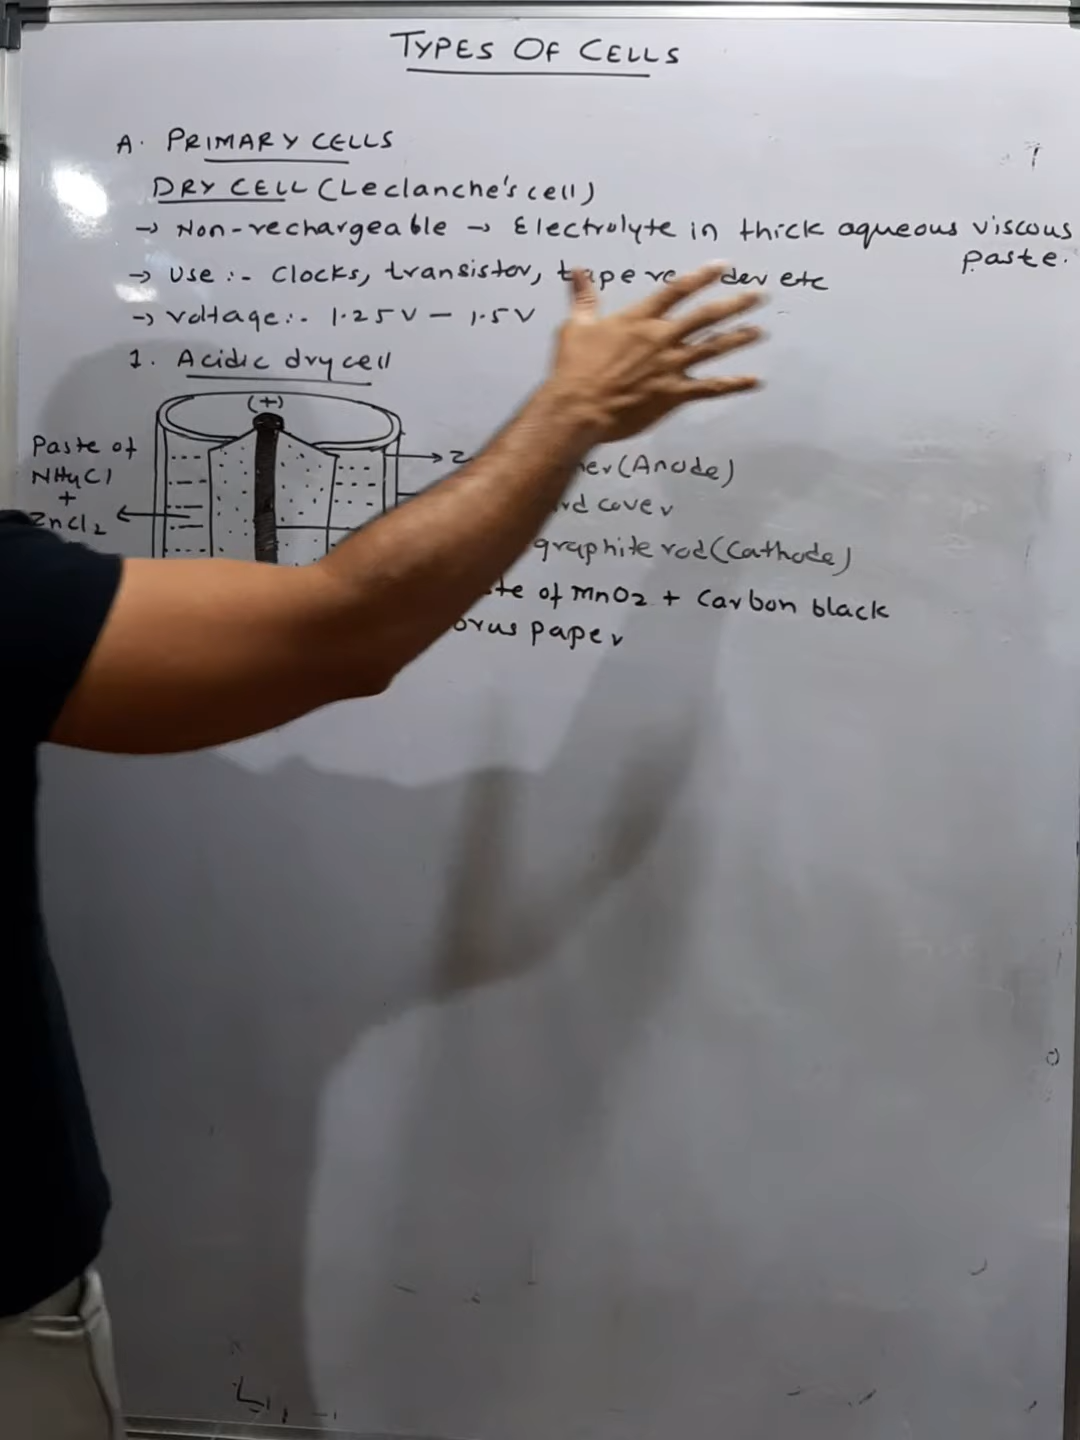 TYPES OF CELLS
A. PRIMARY CELLS
DRY CELL (Leclanche's cell)
→ Non-rechargeable → Electrolyte in thick aqueous viscous
paste.
→ Use :- Clocks, transistor, tape re der etc
→ Voltage:- 1.25V - 1.5V
1. Acidic dry cell
(+)
Paste of
NH4Cl
+
ZnCl2
Z ner (Anode)
rd cover
graphite rod (Cathode)
te of MnO2 + Carbon black
orus paper